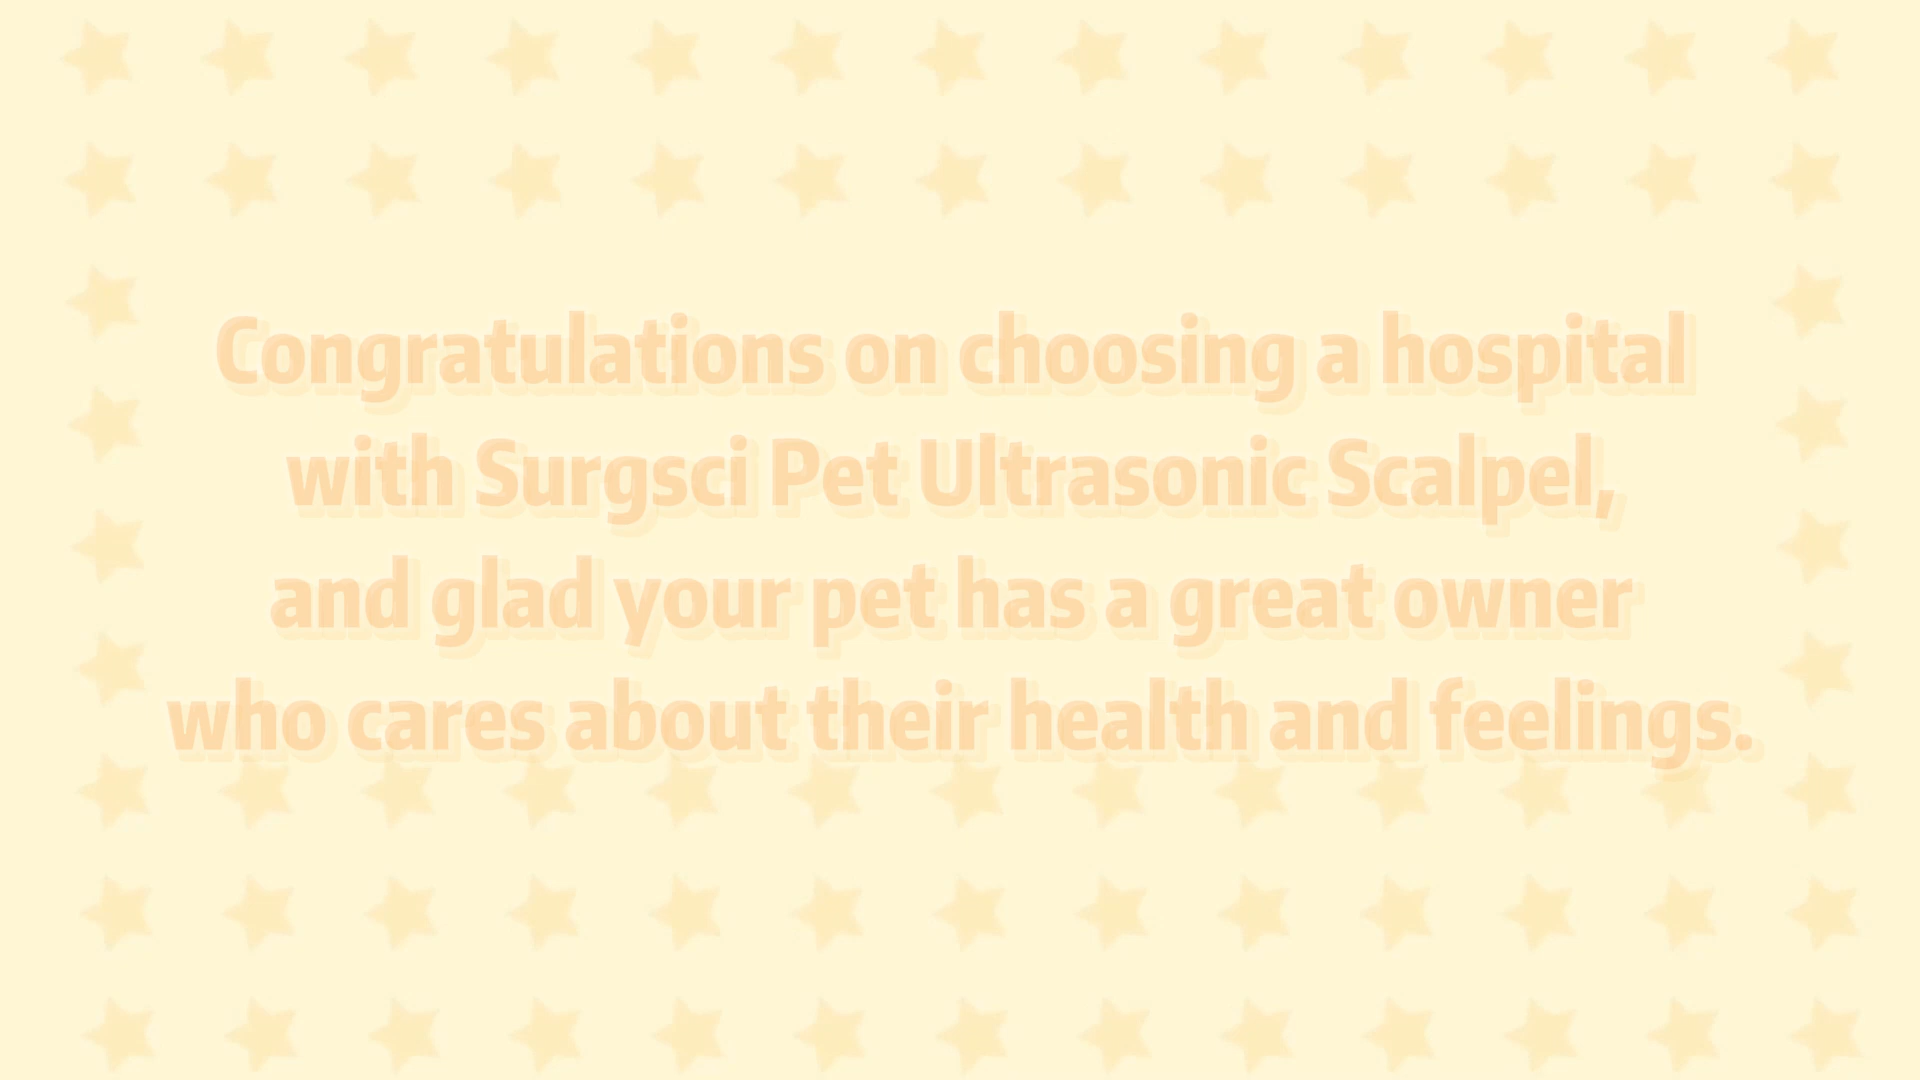 Congratulations on choosing a hospital
with Surgsci Pet Ultrasonic Scalpel,
and glad your pet has a great owner
who cares about their health and feelings.